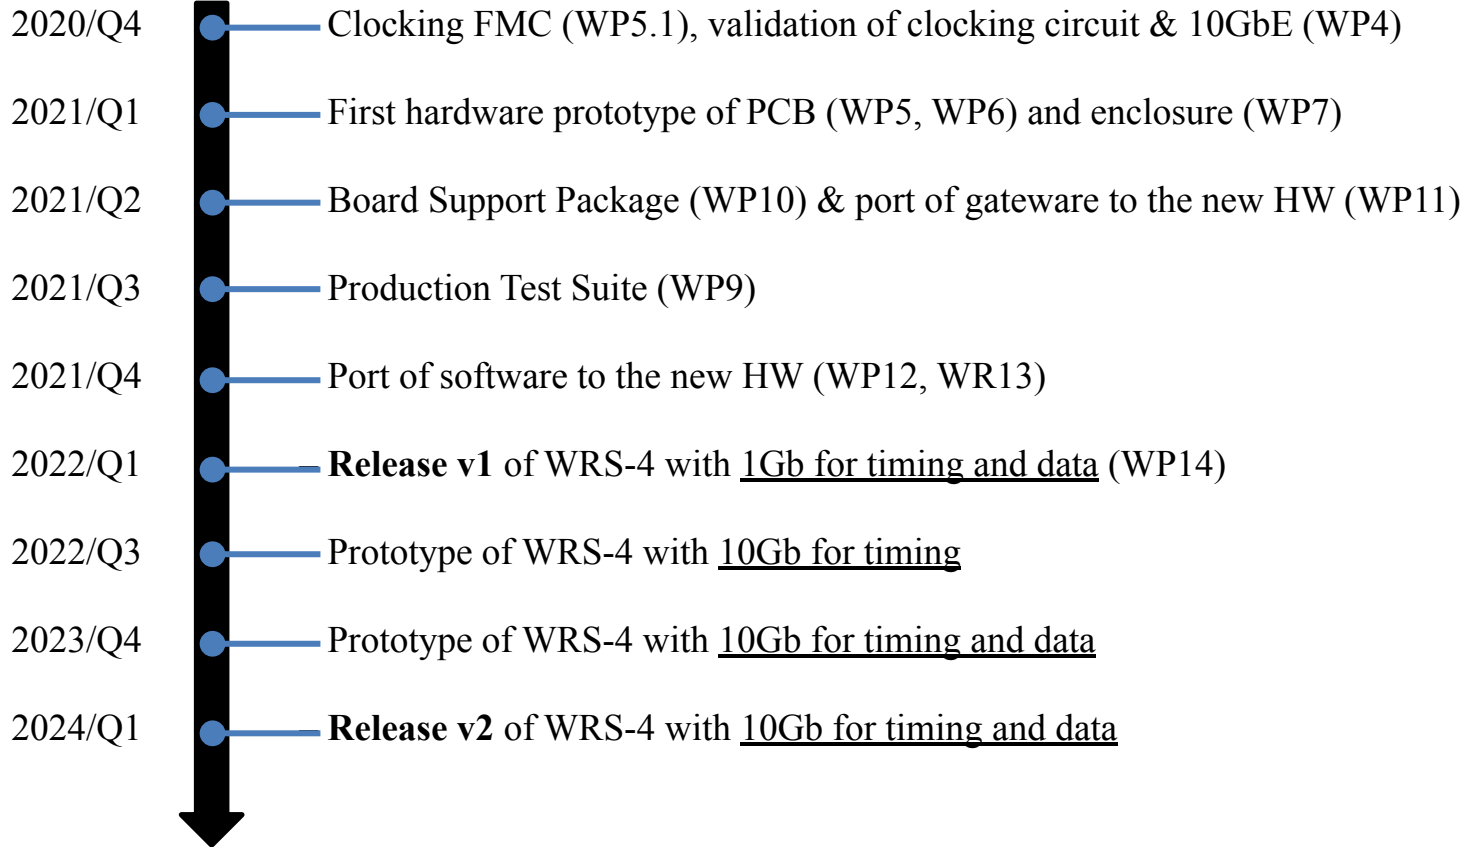 2020/Q4 Clocking FMC (WP5.1), validation of clocking circuit & 10GbE (WP4)
2021/Q1 First hardware prototype of PCB (WP5, WP6) and enclosure (WP7)
2021/Q2 Board Support Package (WP10) & port of gateware to the new HW (WP11)
2021/Q3 Production Test Suite (WP9)
2021/Q4 Port of software to the new HW (WP12, WR13)
2022/Q1 Release v1 of WRS-4 with 1Gb for timing and data (WP14)
2022/Q3 Prototype of WRS-4 with 10Gb for timing
2023/Q4 Prototype of WRS-4 with 10Gb for timing and data
2024/Q1 Release v2 of WRS-4 with 10Gb for timing and data